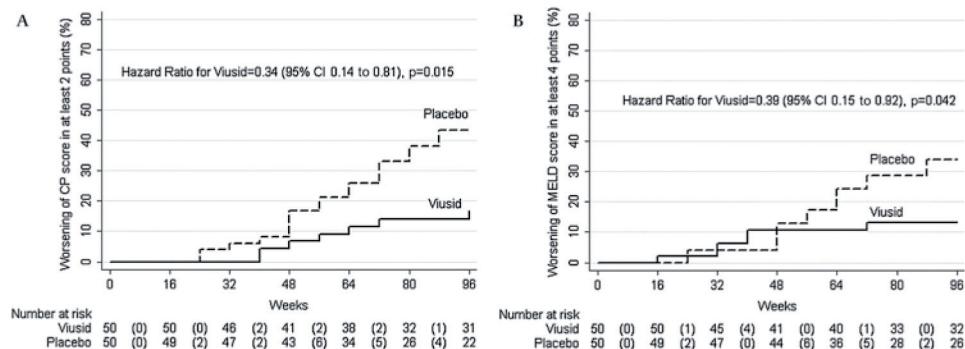 A
Worsening of CP score in at least 2 points (%)
80
70
60
50
40
30
20
10
0
Hazard Ratio for Viusid=0.34 (95% CI 0.14 to 0.81), p=0.015
Placebo
Viusid
0 16 32 48 64 80 96
Weeks
Number at risk
Viusid 50 (0) 50 (0) 46 (2) 41 (2) 38 (2) 32 (1) 31
Placebo 50 (0) 49 (2) 47 (2) 43 (6) 34 (5) 26 (4) 22
B
Worsening of MELD score in at least 4 points (%)
80
70
60
50
40
30
20
10
0
Hazard Ratio for Viusid=0.39 (95% CI 0.15 to 0.92), p=0.042
Placebo
Viusid
0 16 32 48 64 80 96
Weeks
Number at risk
Viusid 50 (0) 50 (1) 45 (4) 41 (0) 40 (1) 33 (0) 32
Placebo 50 (0) 49 (2) 47 (0) 44 (6) 36 (5) 28 (2) 26